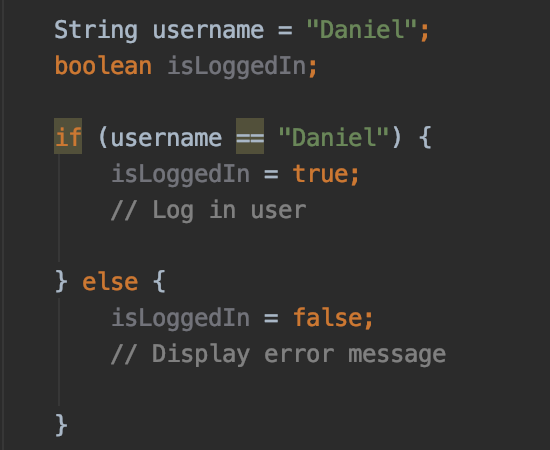 String username = "Daniel";
boolean isLoggedIn;
if (username == "Daniel") {
isLoggedIn = true;
// Log in user
} else {
isLoggedIn = false;
// Display error message
}